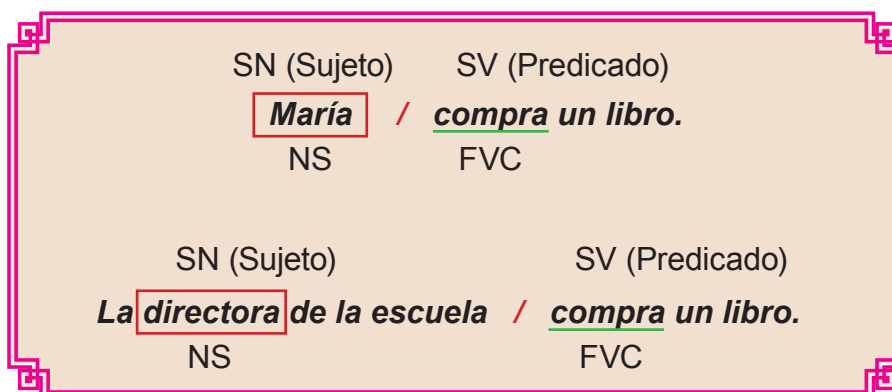 SN (Sujeto) SV (Predicado)
María / compra un libro.
NS FVC
SN (Sujeto) SV (Predicado)
La directora de la escuela / compra un libro.
NS FVC